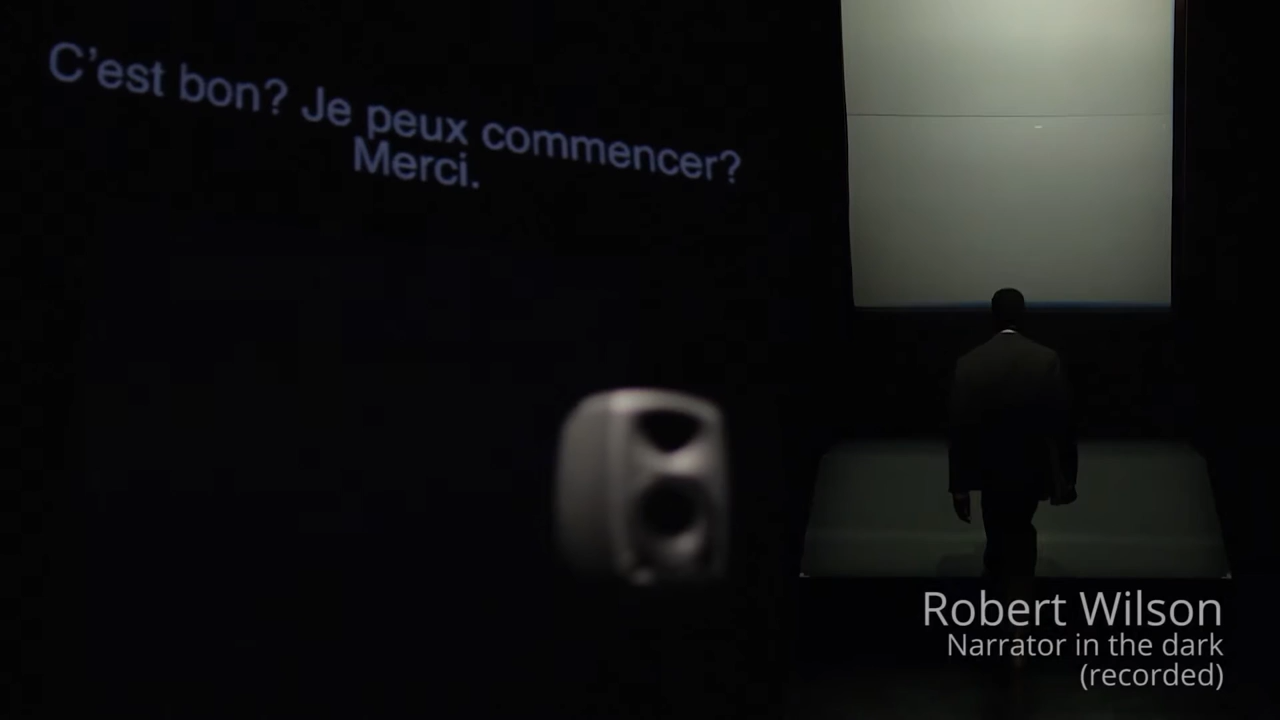 C’est bon? Je peux commencer?
Merci.
Robert Wilson
Narrator in the dark
(recorded)